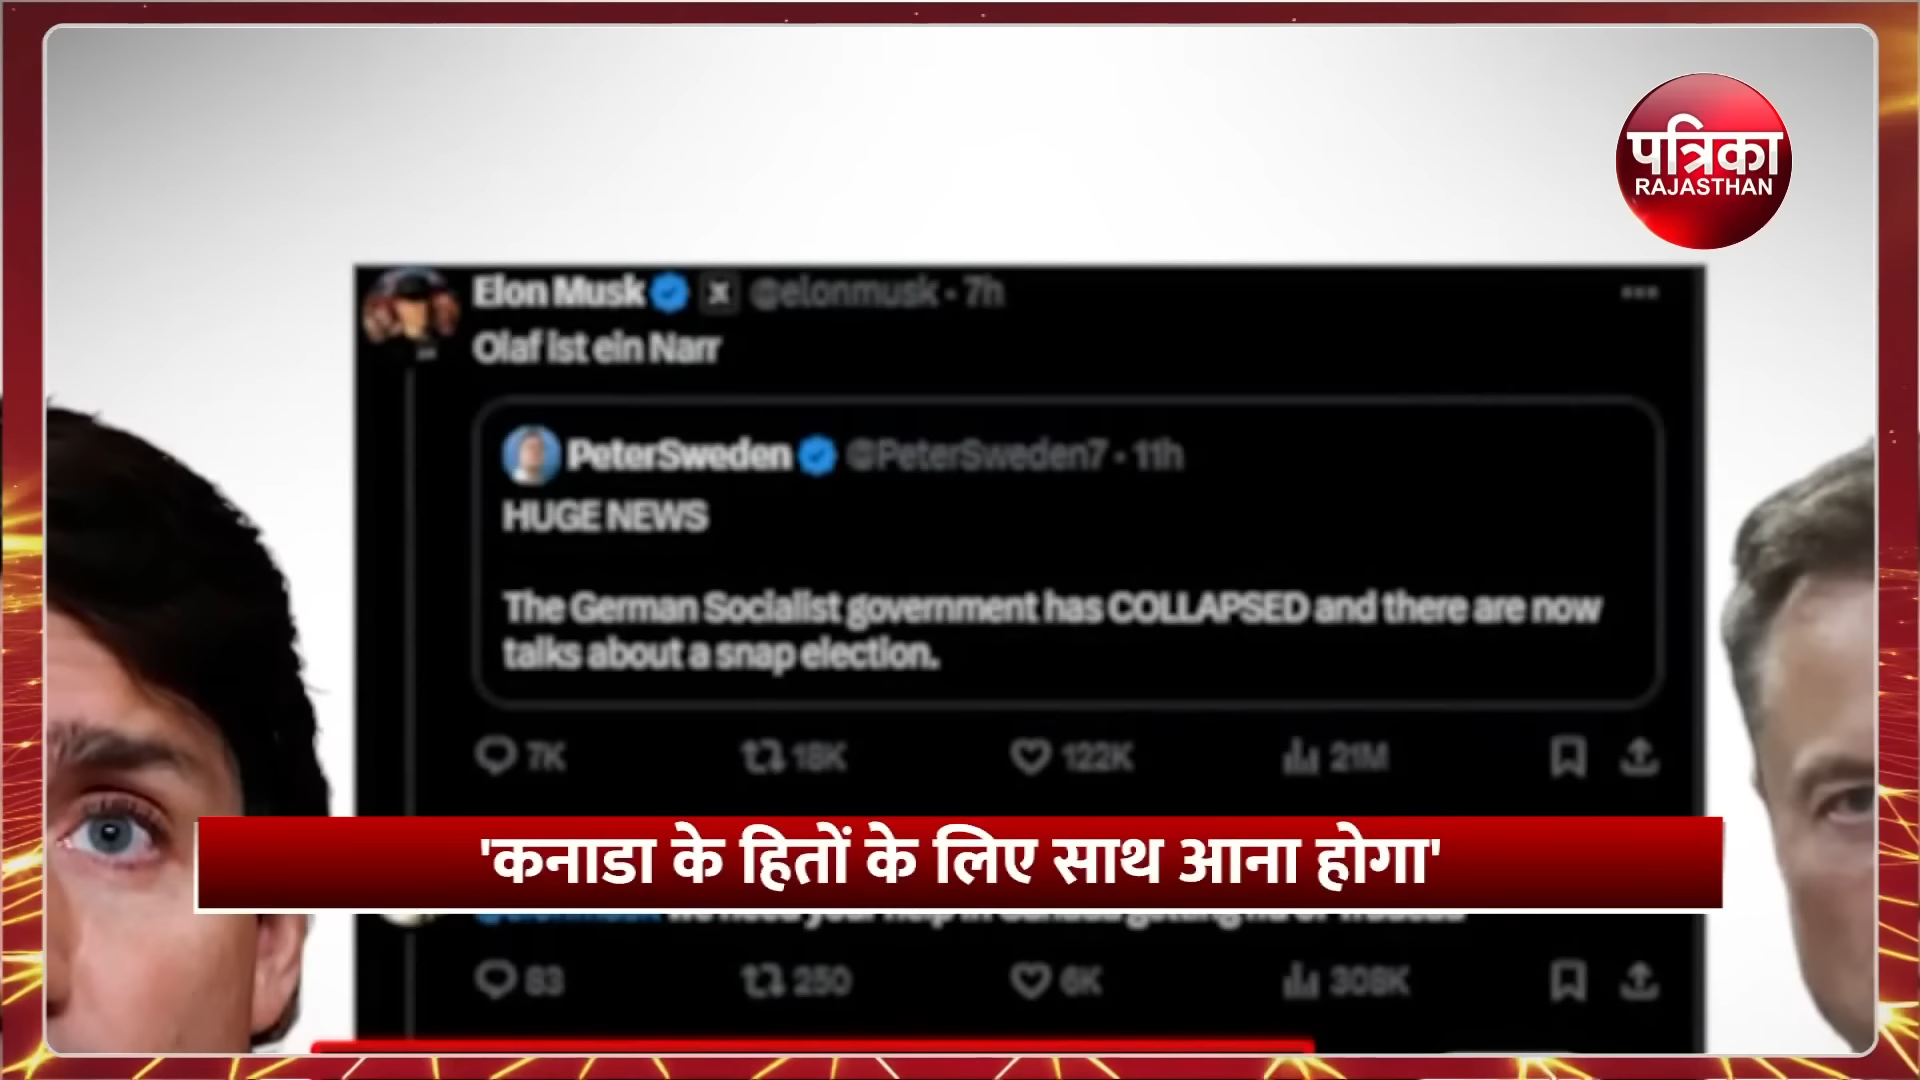 पत्रिका
RAJASTHAN
Elon Musk @elonmusk · 7h
Olaf ist ein Narr
PeterSweden @PeterSweden7 · 11h
HUGE NEWS
The German Socialist government has COLLAPSED and there are now
talks about a snap election.
7K 18K 122K 21M
'कनाडा के हितों के लिए साथ आना होगा'
83 250 6K 308K